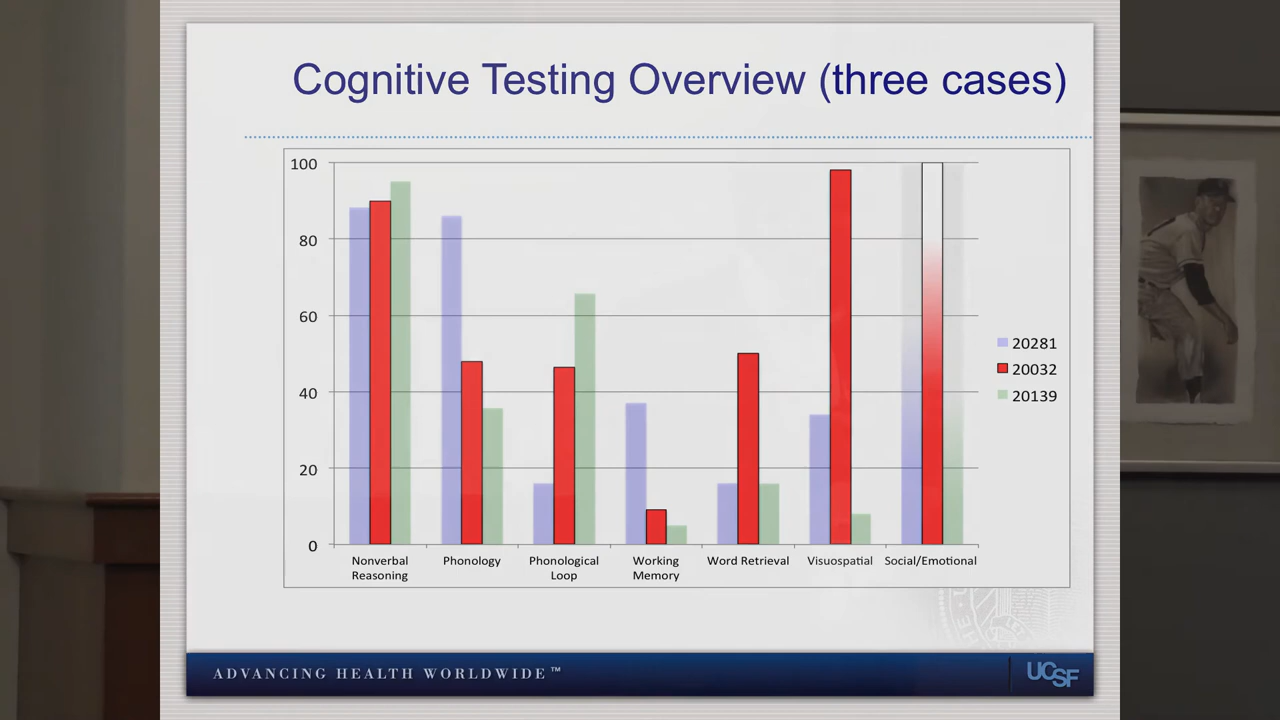 Cognitive Testing Overview (three cases)
100
80
60
40
20
0
Nonverbal Reasoning
Phonology
Phonological Loop
Working Memory
Word Retrieval
Visuospatial
Social/Emotional
20281
20032
20139
ADVANCING HEALTH WORLDWIDE™
UCSF